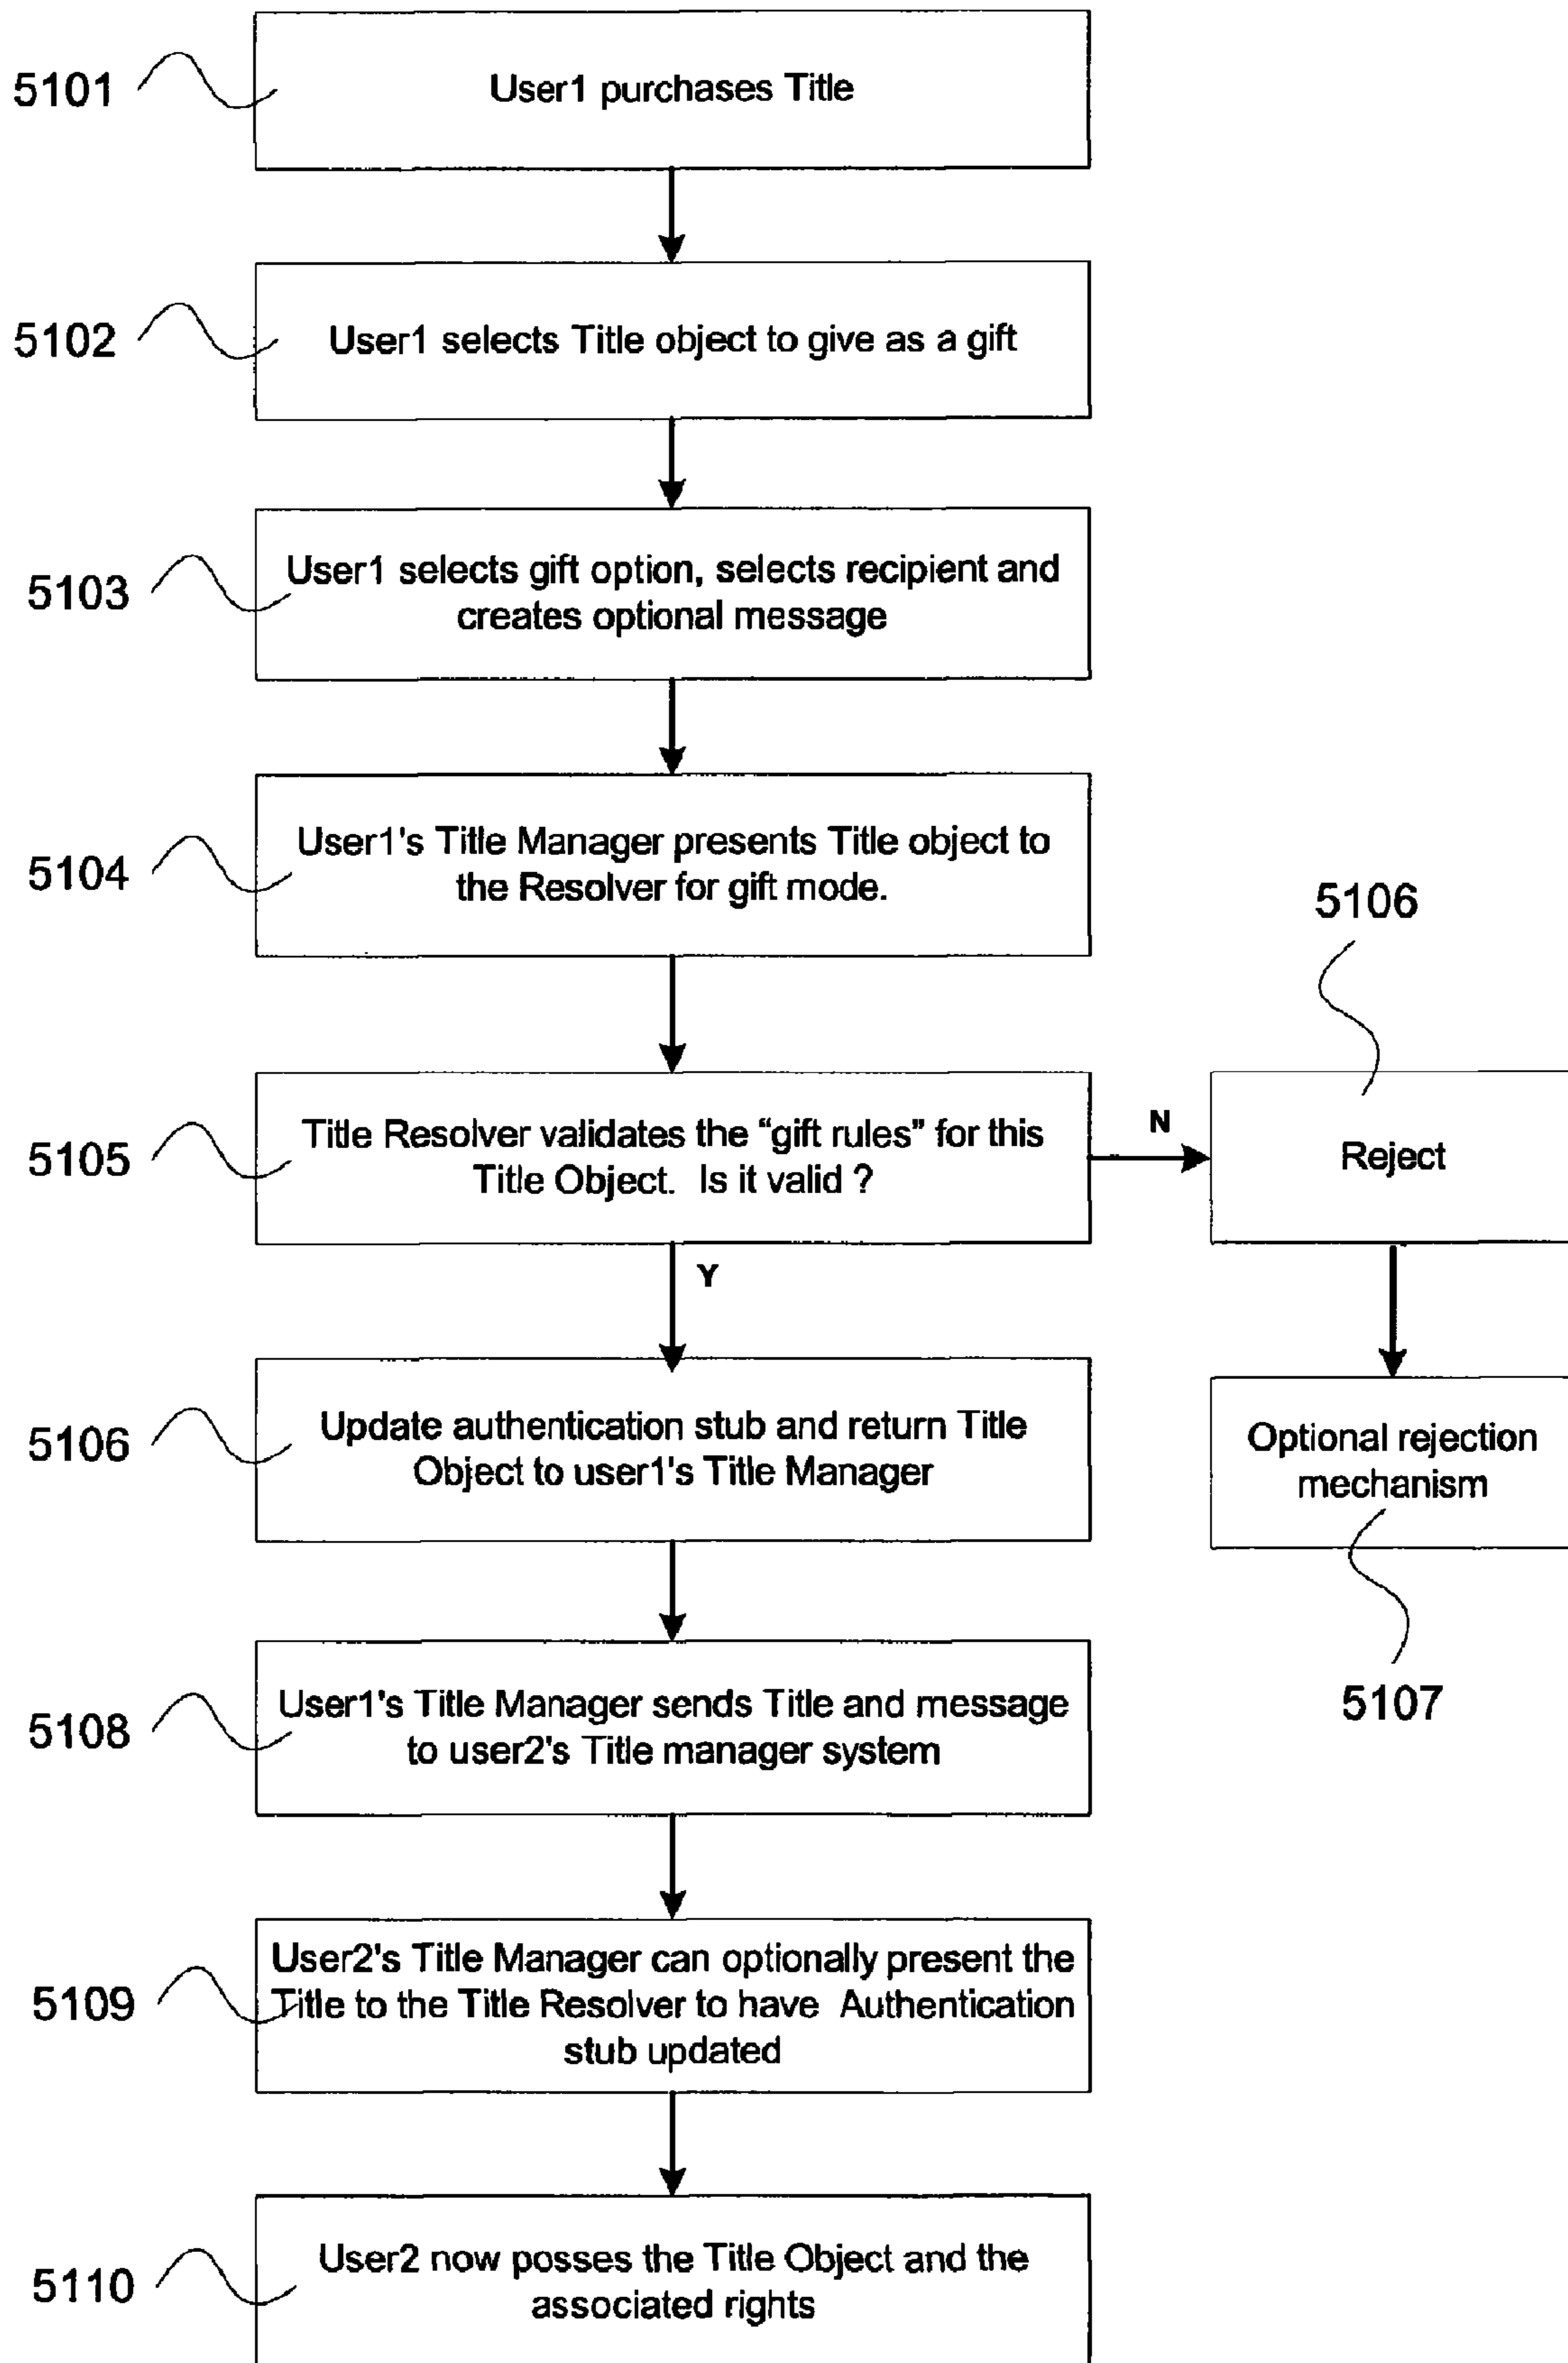 5101
User1 purchases Title
5102
User1 selects Title object to give as a gift
5103
User1 selects gift option, selects recipient and
creates optional message
5104
User1's Title Manager presents Title object to
the Resolver for gift mode.
5105
Title Resolver validates the “gift rules” for this
Title Object. Is it valid ?
N
5106
Reject
Y
5106
Update authentication stub and return Title
Object to user1's Title Manager
Optional rejection
mechanism
5107
5108
User1's Title Manager sends Title and message
to user2's Title manager system
5109
User2's Title Manager can optionally present the
Title to the Title Resolver to have Authentication
stub updated
5110
User2 now posses the Title Object and the
associated rights